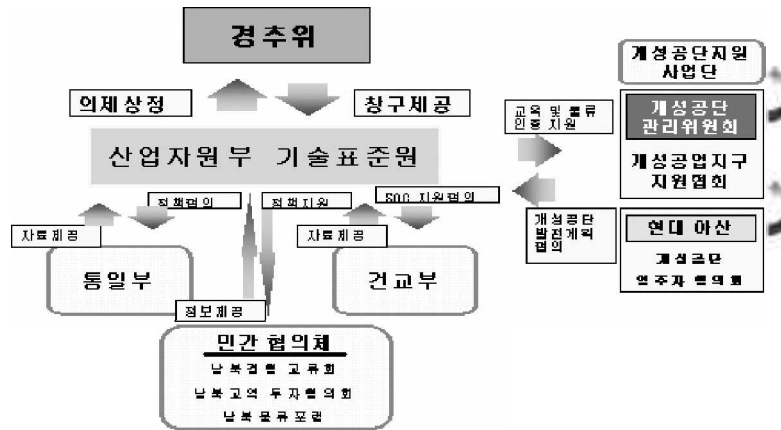 경추위
의제상정
창구제공
산업자원부 기술표준원
정책협의
정책지원
SOC 지원협의
자료제공
자료제공
통일부
건교부
정보제공
민간 협의체
남북경협 교류회
남북교역 투자협의회
남북물류포럼
교육 및 물류
인증 지원
개성공단
발전계획
협의
개성공단지원
사업단
개성공단
관리위원회
개성공업지구
지원협회
현대 아산
개성공단
입주자 협의회